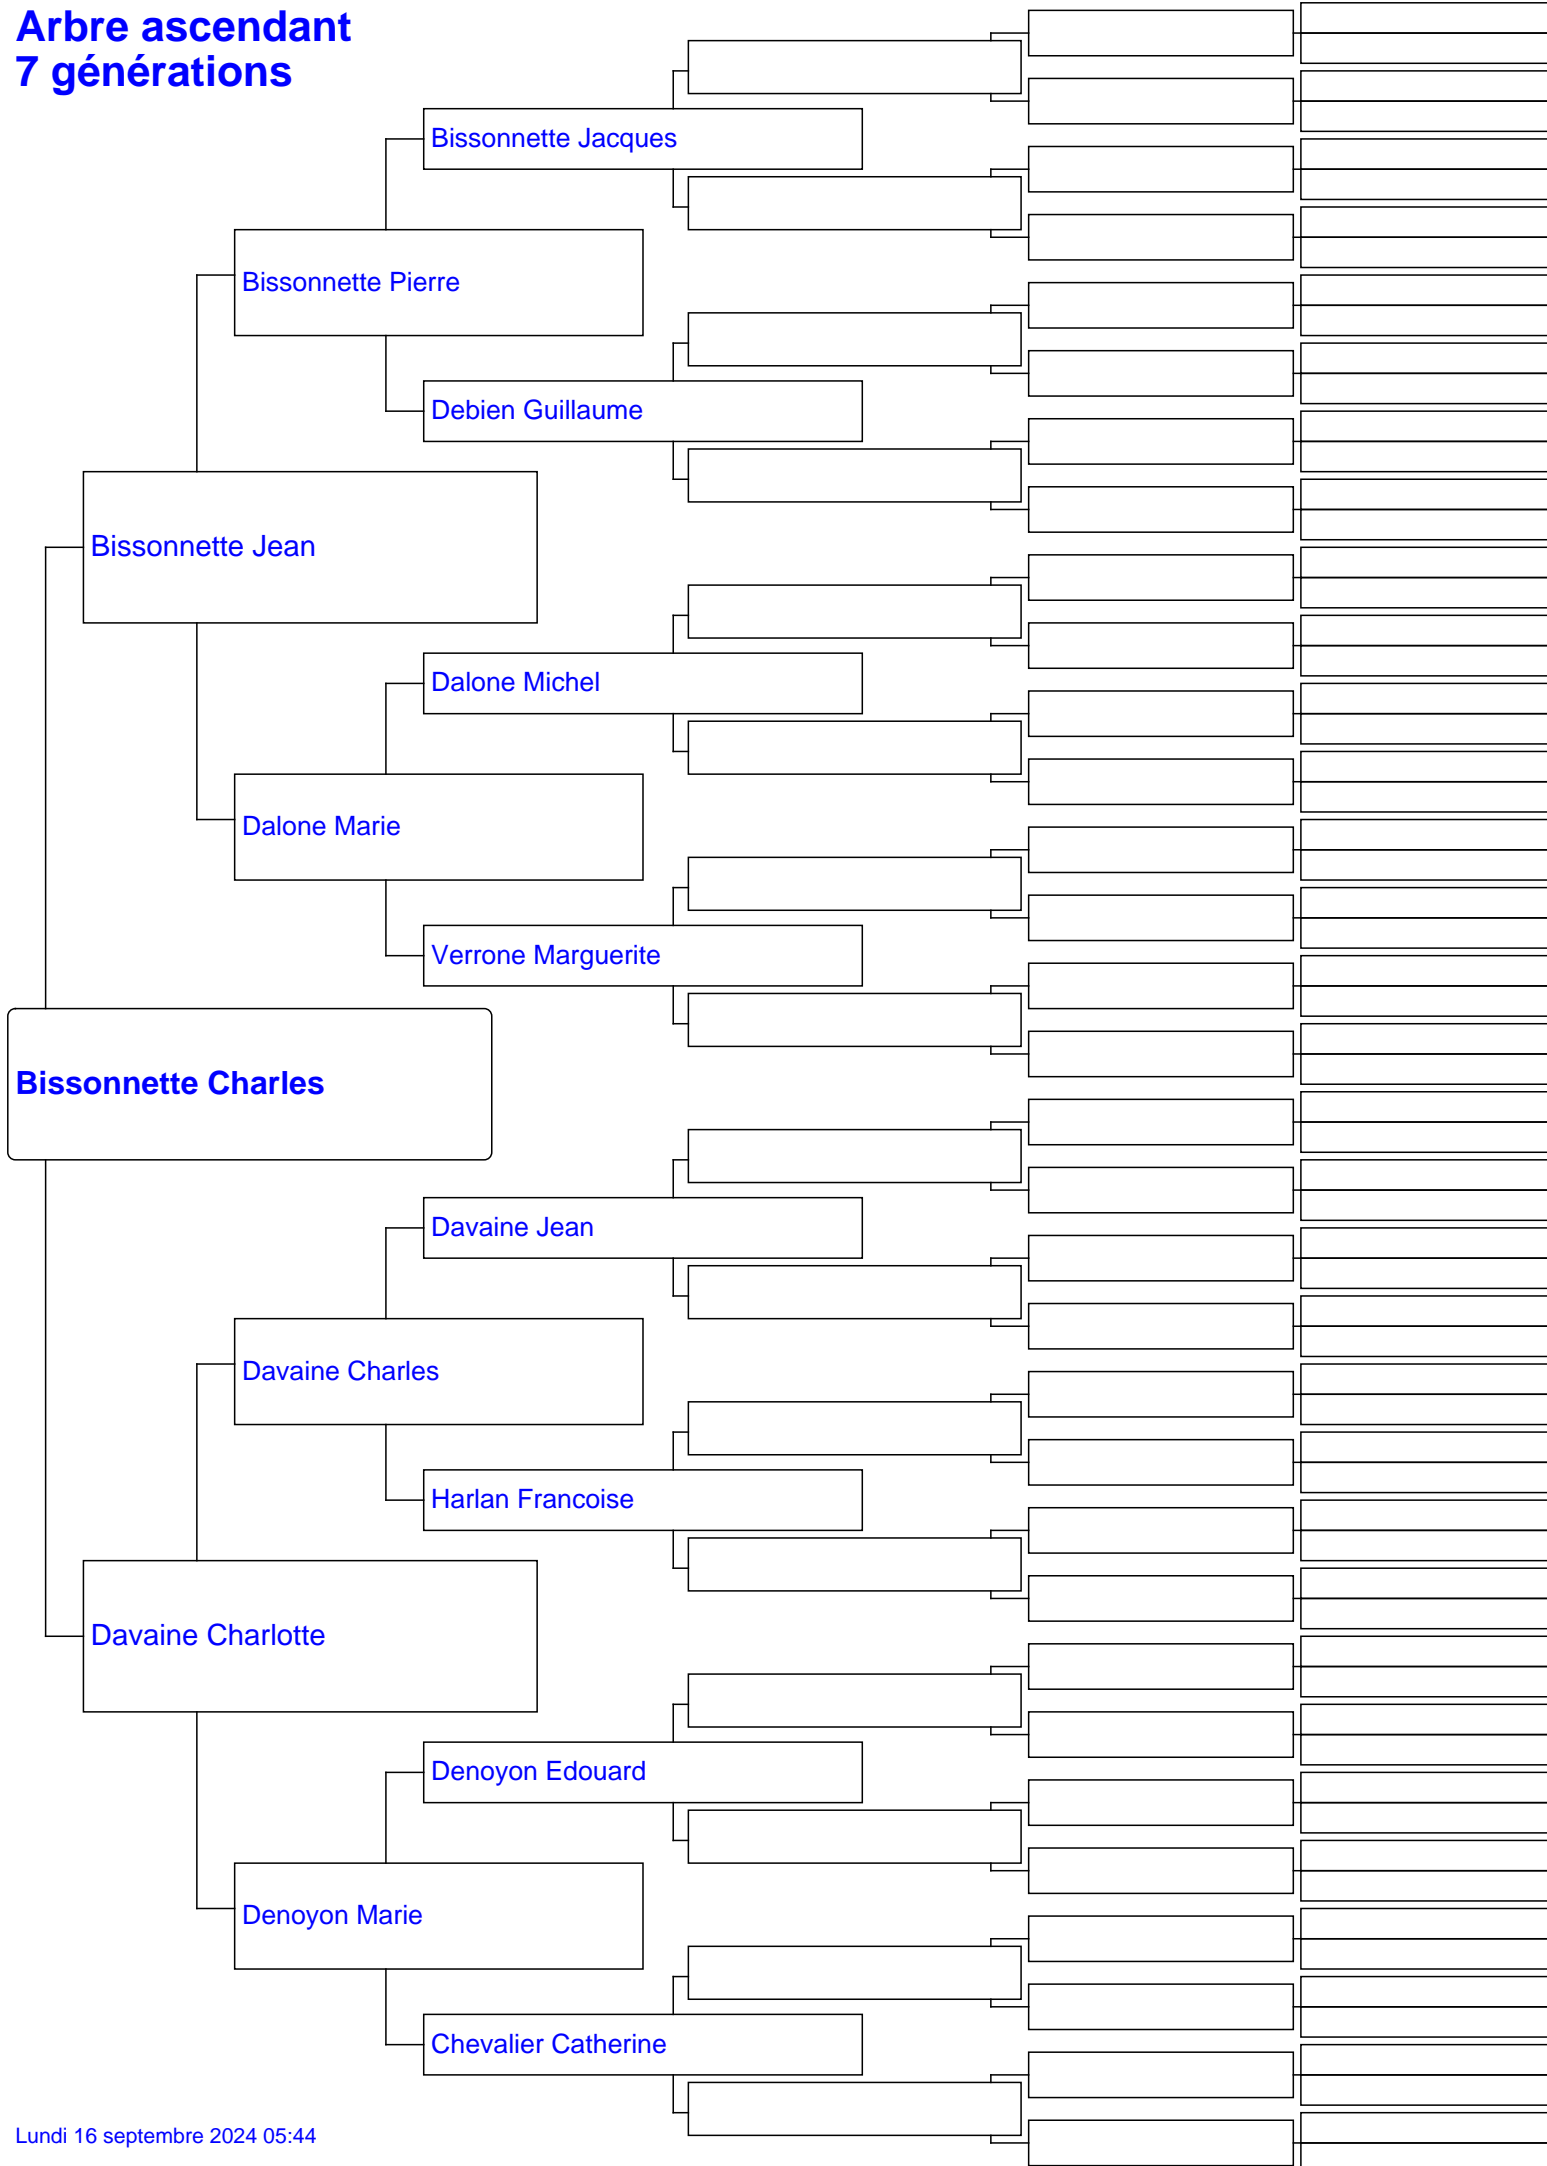 Arbre ascendant
7 générations
Bissonnette Jacques
Bissonnette Pierre
Debien Guillaume
Bissonnette Jean
Dalone Michel
Dalone Marie
Verrone Marguerite
Bissonnette Charles
Davaine Jean
Davaine Charles
Harlan Francoise
Davaine Charlotte
Denoyon Edouard
Denoyon Marie
Chevalier Catherine
Lundi 16 septembre 2024 05:44